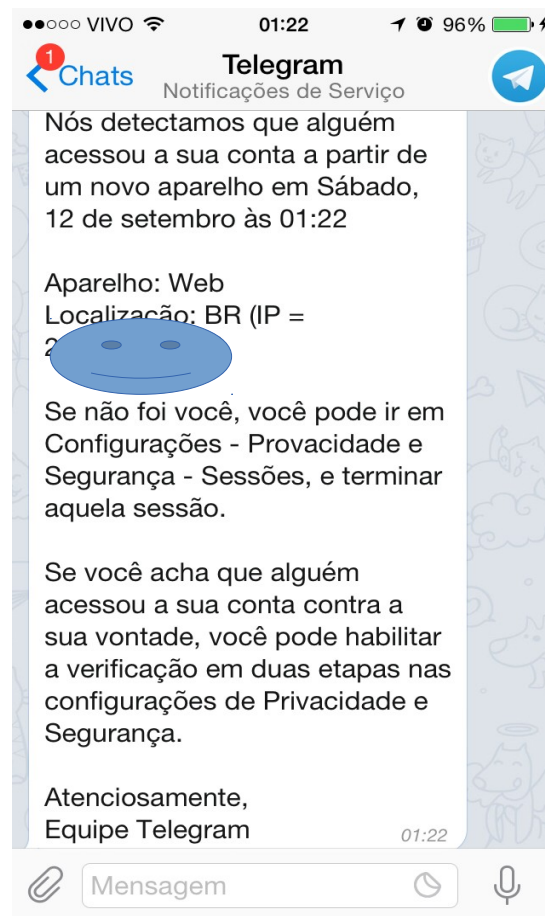 VIVO 01:22 96%
1
Chats Telegram
Notificações de Serviço
Nós detectamos que alguém
acessou a sua conta a partir de
um novo aparelho em Sábado,
12 de setembro às 01:22
Aparelho: Web
Localização: BR (IP =
2
Se não foi você, você pode ir em
Configurações - Provacidade e
Segurança - Sessões, e terminar
aquela sessão.
Se você acha que alguém
acessou a sua conta contra a
sua vontade, você pode habilitar
a verificação em duas etapas nas
configurações de Privacidade e
Segurança.
Atenciosamente,
Equipe Telegram 01:22
Mensagem